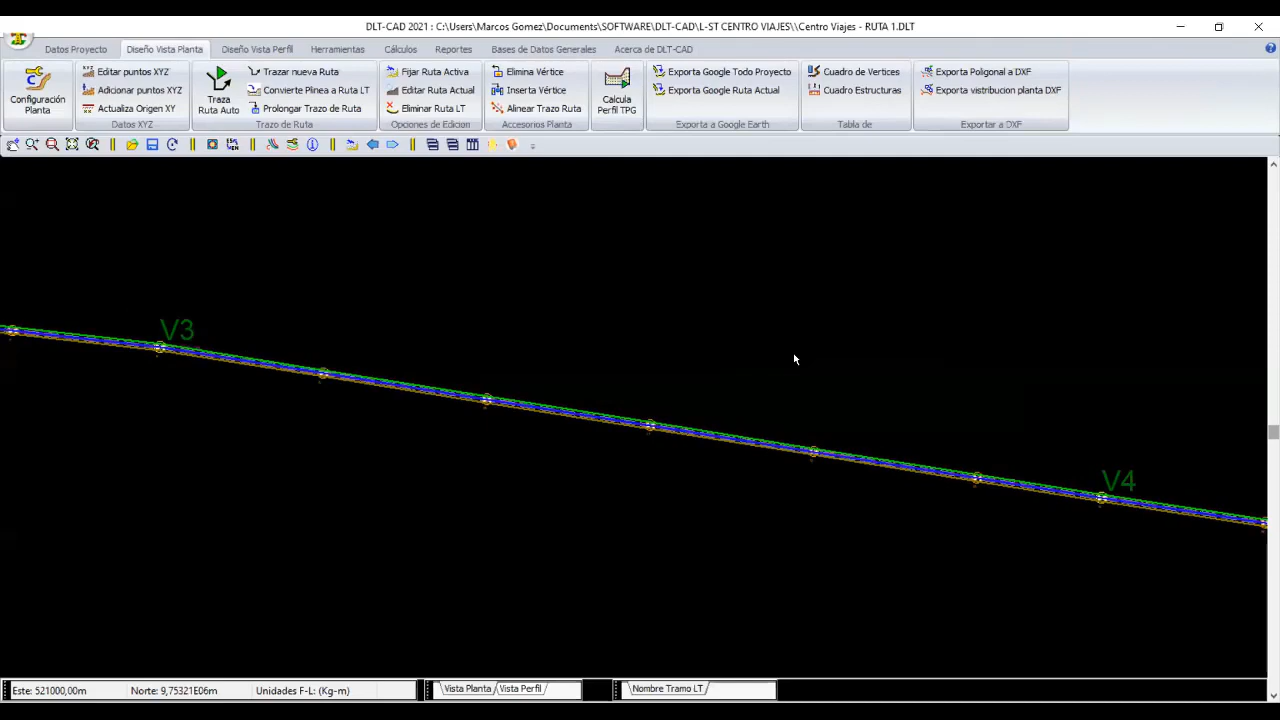 DLT-CAD 2021 : C:\Users\Marcos Gomez\Documents\SOFTWARE\DLT-CAD\L-ST CENTRO VIAJES\\Centro Viajes - RUTA 1.DLT
Datos Proyecto Diseño Vista Planta Diseño Vista Perfil Herramientas Cálculos Reportes Bases de Datos Generales Acerca de DLT-CAD
Configuración Planta
Editar puntos XYZ
Adicionar puntos XYZ
Actualiza Origen XY
Datos XYZ
Traza Ruta Auto
Trazar nueva Ruta
Convierte Plinea a Ruta LT
Prolongar Trazo de Ruta
Trazo de Ruta
Fijar Ruta Activa
Editar Ruta Actual
Eliminar Ruta LT
Opciones de Edicion
Elimina Vértice
Inserta Vértice
Alinear Trazo Ruta
Accesorios Planta
Calcula Perfil TPG
Exporta Google Todo Proyecto
Exporta Google Ruta Actual
Exporta a Google Earth
Cuadro de Vertices
Cuadro Estructuras
Tabla de
Exporta Poligonal a DXF
Exporta vistribucion planta DXF
Exportar a DXF
V3
V4
Este: 521000,00m Norte: 9,75321E06m Unidades F-L: (Kg-m) Vista Planta Vista Perfil Nombre Tramo LT